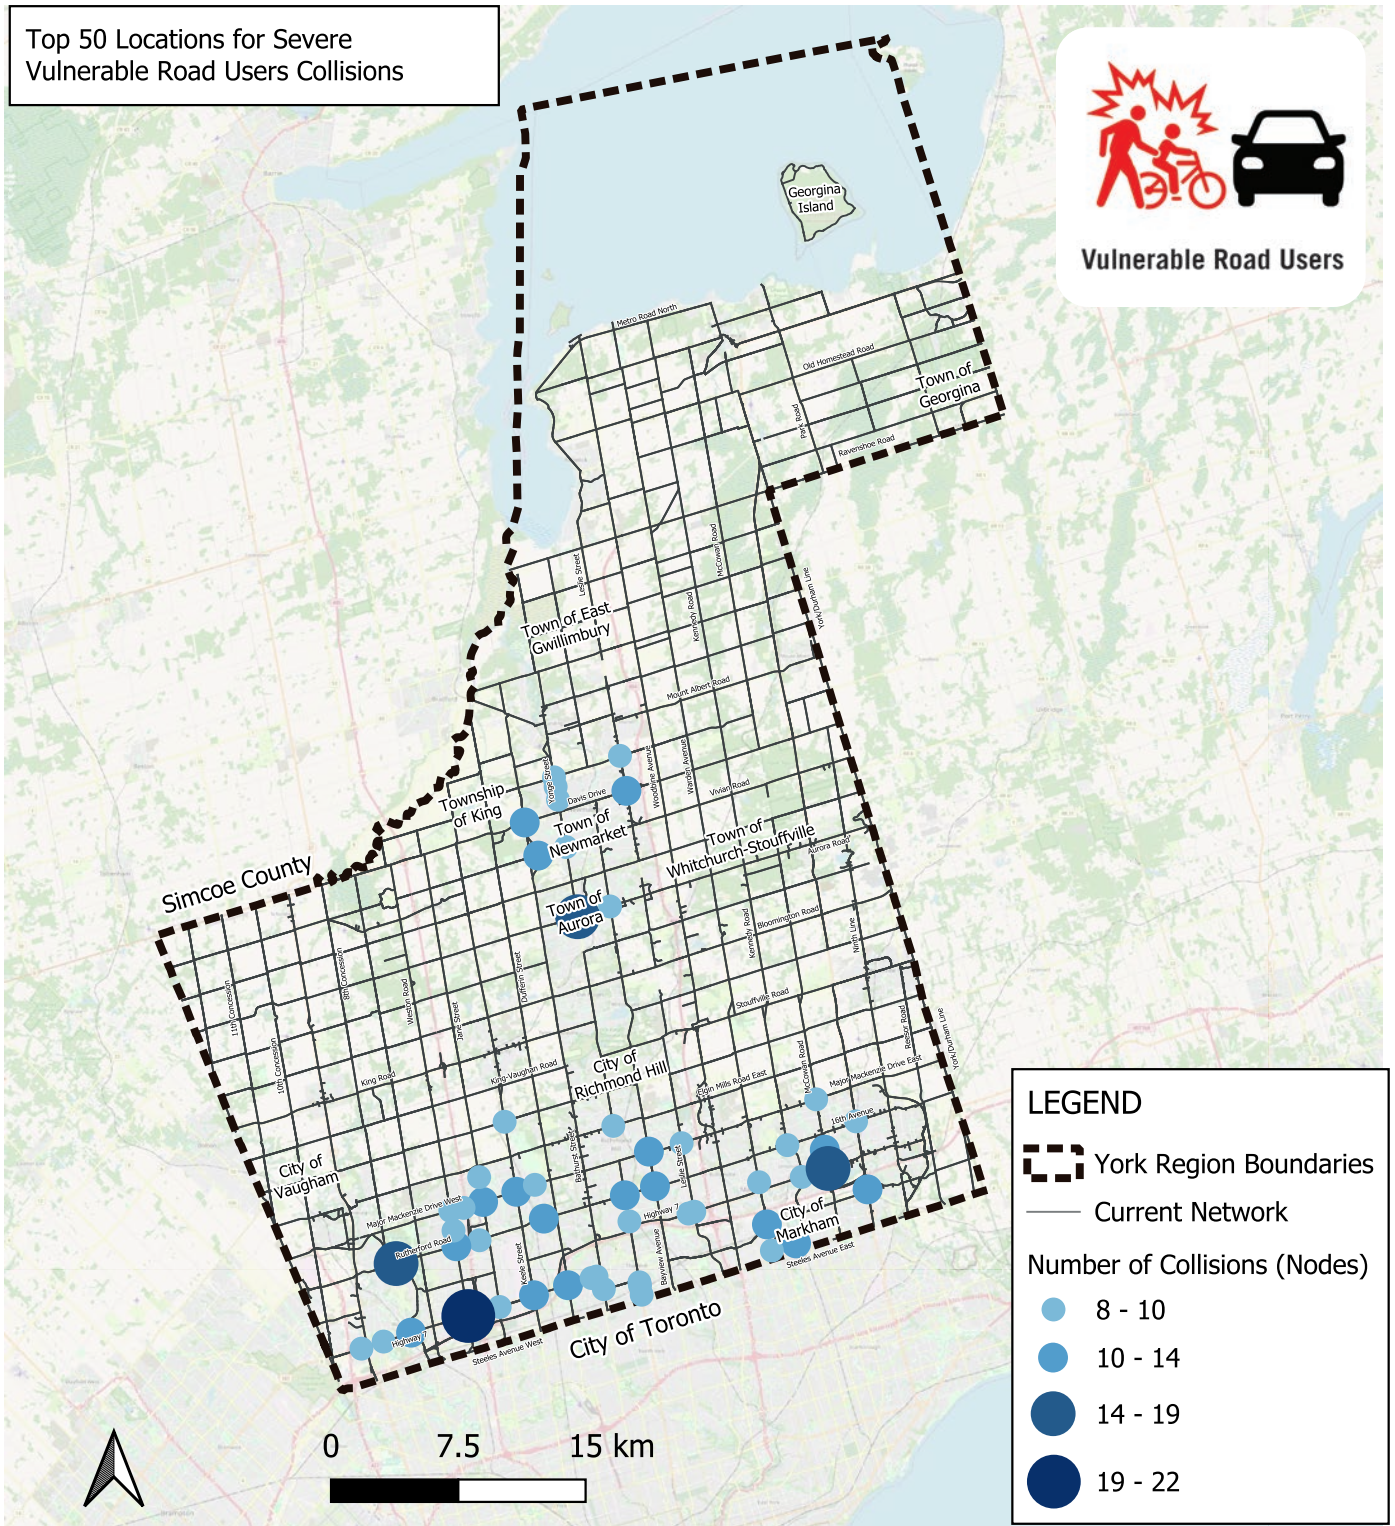 Top 50 Locations for Severe
Vulnerable Road Users Collisions
Vulnerable Road Users
Georgina
Island
Metro Road North
Old Homestead Road
Town of
Georgina
Park Road
Ravenshoe Road
Leslie Street
McCowan Road
York/Durham Line
Kennedy Road
Town of East
Gwillimbury
Mount Albert Road
Woodbine Avenue
Warden Avenue
Yonge Street
Davis Drive
Vivian Road
Township
of King
Town of
Newmarket
Town of
Whitchurch-Stouffville
Aurora Road
Simcoe County
Town of
Aurora
Kennedy Road
Bloomington Road
Ninth Line
8th Concession
Dufferin Street
11th Concession
Weston Road
Jane Street
Stouffville Road
Reesor Road
York/Durham Line
10th Concession
King Road
King-Vaughan Road
City of
Richmond Hill
Elgin Mills Road East
McCowan Road
Major Mackenzie Drive East
16th Avenue
City of
Vaugham
Bathurst Street
Leslie Street
Major Mackenzie Drive West
Rutherford Road
Highway 7
City of
Markham
Steeles Avenue East
Keele Street
Bayview Avenue
Highway 7
Steeles Avenue West
City of Toronto
LEGEND
York Region Boundaries
Current Network
Number of Collisions (Nodes)
8 - 10
10 - 14
14 - 19
19 - 22
0 7.5 15 km